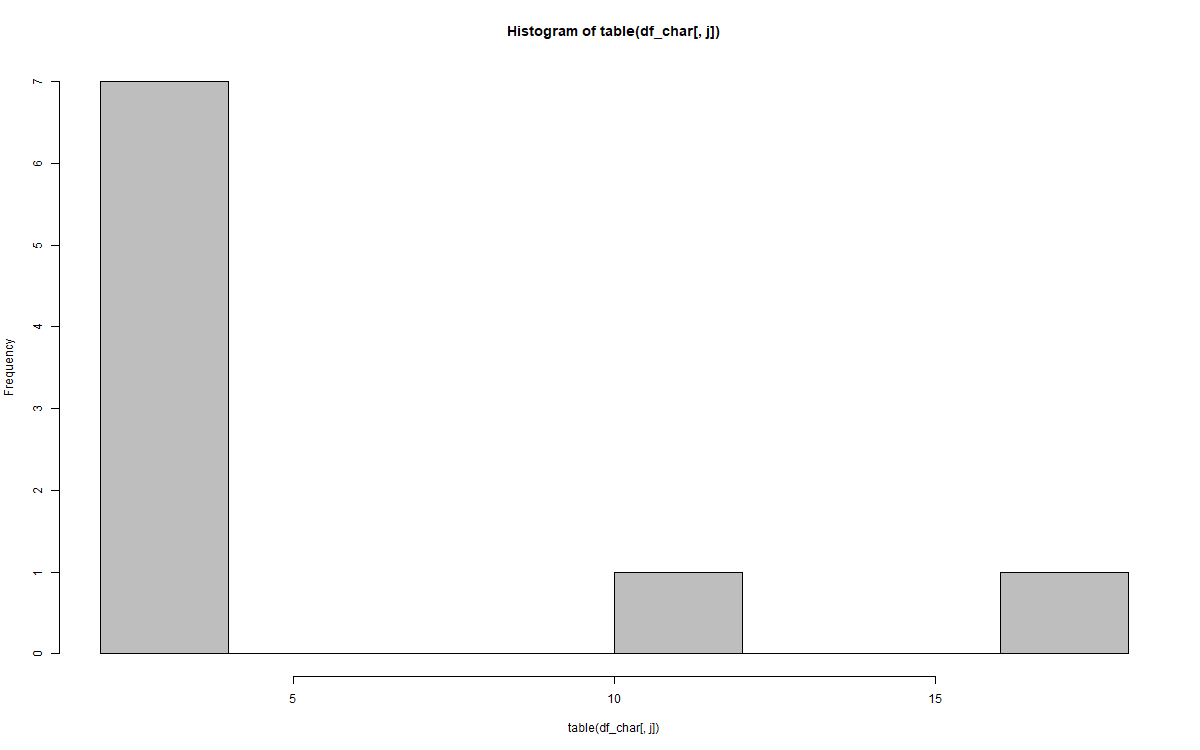 Histogram of table(df_char[, j])
Frequency
7
6
5
4
3
2
1
0
5 10 15
table(df_char[, j])